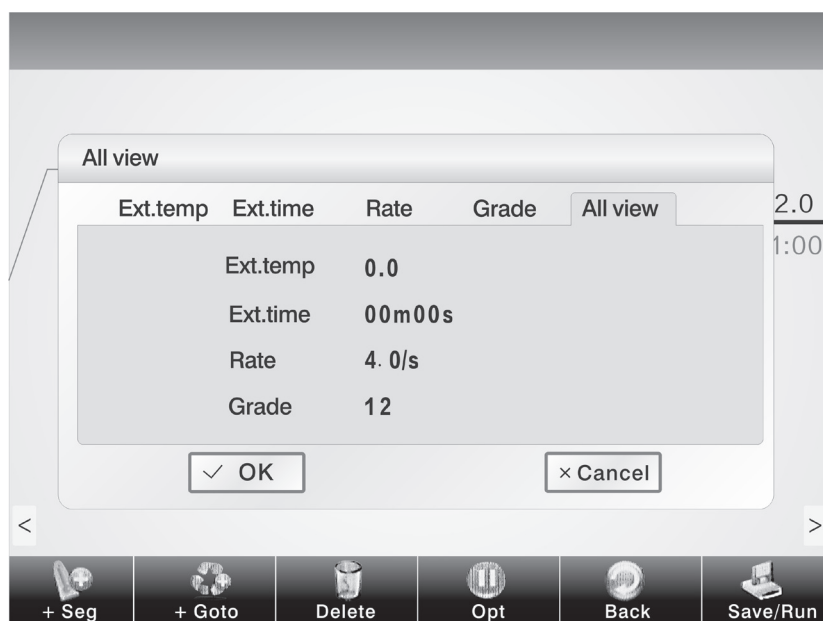 All view
Ext.temp Ext.time Rate Grade All view
2.0
1:00
Ext.temp 0.0
Ext.time 00m00s
Rate 4.0/s
Grade 12
✓ OK × Cancel
< >
+ Seg + Goto Delete Opt Back Save/Run